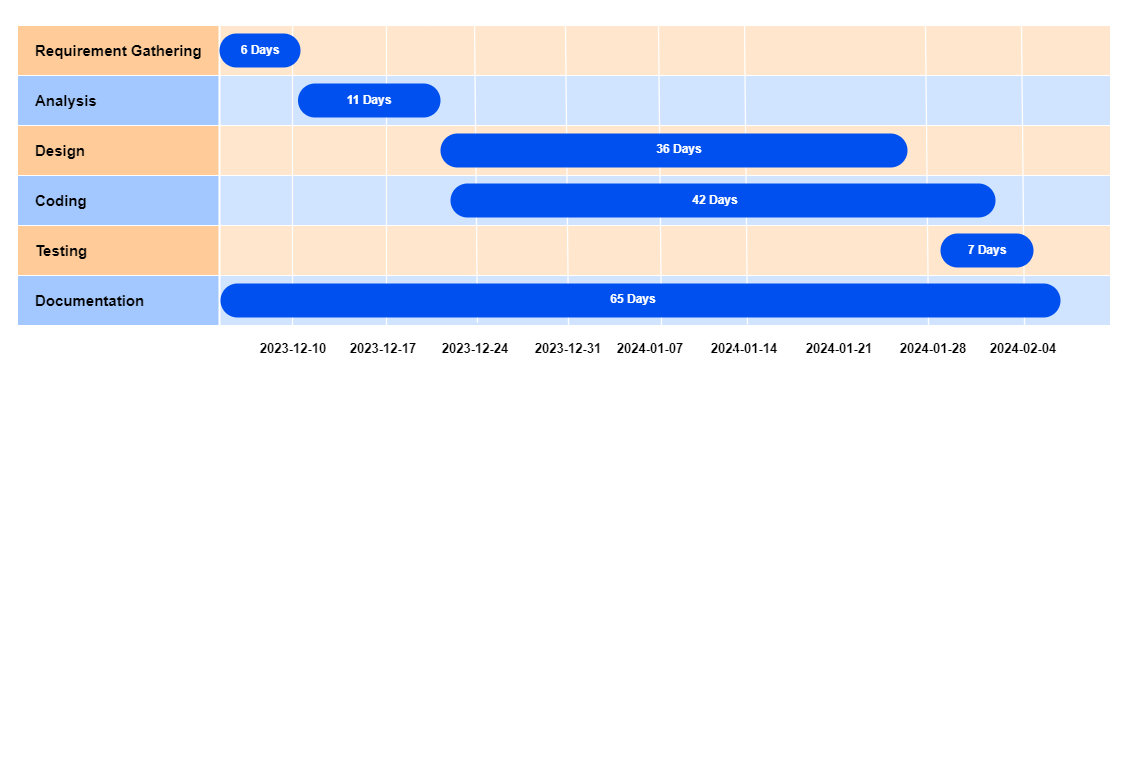 Requirement Gathering 6 Days
Analysis 11 Days
Design 36 Days
Coding 42 Days
Testing 7 Days
Documentation 65 Days
2023-12-10 2023-12-17 2023-12-24 2023-12-31 2024-01-07 2024-01-14 2024-01-21 2024-01-28 2024-02-04